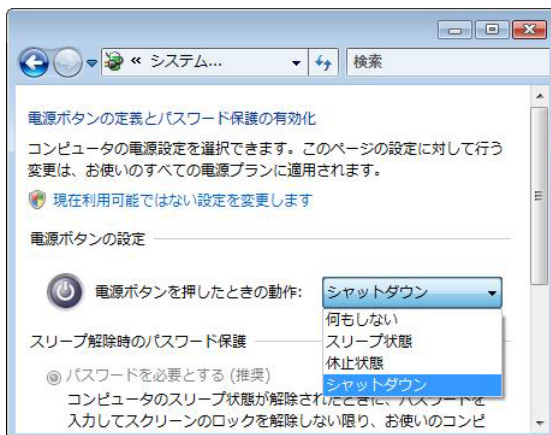 « システム...
検索
電源ボタンの定義とパスワード保護の有効化
コンピュータの電源設定を選択できます。このページの設定に対して行う
変更は、お使いのすべての電源プランに適用されます。
現在利用可能ではない設定を変更します
電源ボタンの設定
電源ボタンを押したときの動作: シャットダウン
何もしない
スリープ状態
休止状態
シャットダウン
スリープ解除時のパスワード保護
パスワードを必要とする (推奨)
コンピュータのスリープ状態が解除されたときに、パスワードを
入力してスクリーンのロックを解除しない限り、お使いのコンピ